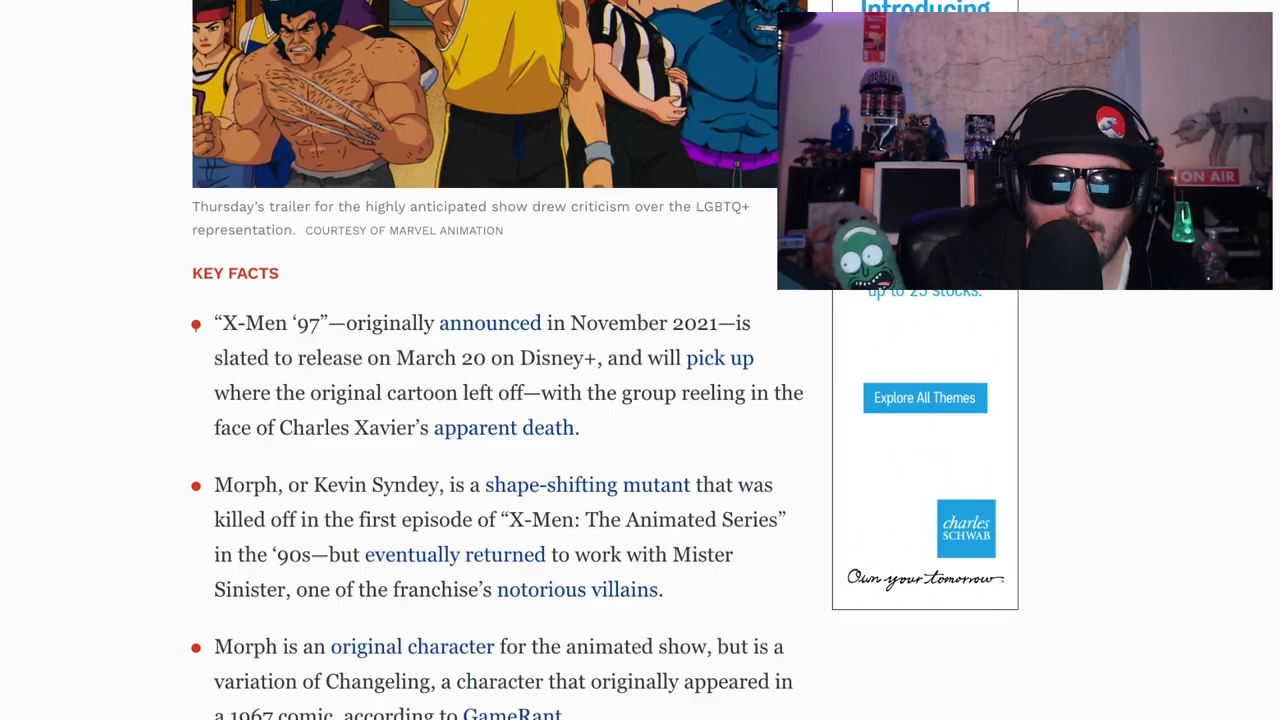 Introducing
ON AIR
Thursday's trailer for the highly anticipated show drew criticism over the LGBTQ+
representation. COURTESY OF MARVEL ANIMATION
KEY FACTS
up to 25 stocks.
“X-Men ‘97”—originally announced in November 2021—is
slated to release on March 20 on Disney+, and will pick up
where the original cartoon left off—with the group reeling in the
face of Charles Xavier’s apparent death.
Explore All Themes
Morph, or Kevin Syndey, is a shape-shifting mutant that was
killed off in the first episode of “X-Men: The Animated Series”
in the ‘90s—but eventually returned to work with Mister
Sinister, one of the franchise’s notorious villains.
charles
SCHWAB
Own your tomorrow
Morph is an original character for the animated show, but is a
variation of Changeling, a character that originally appeared in
a 1967 comic, according to GameRant.